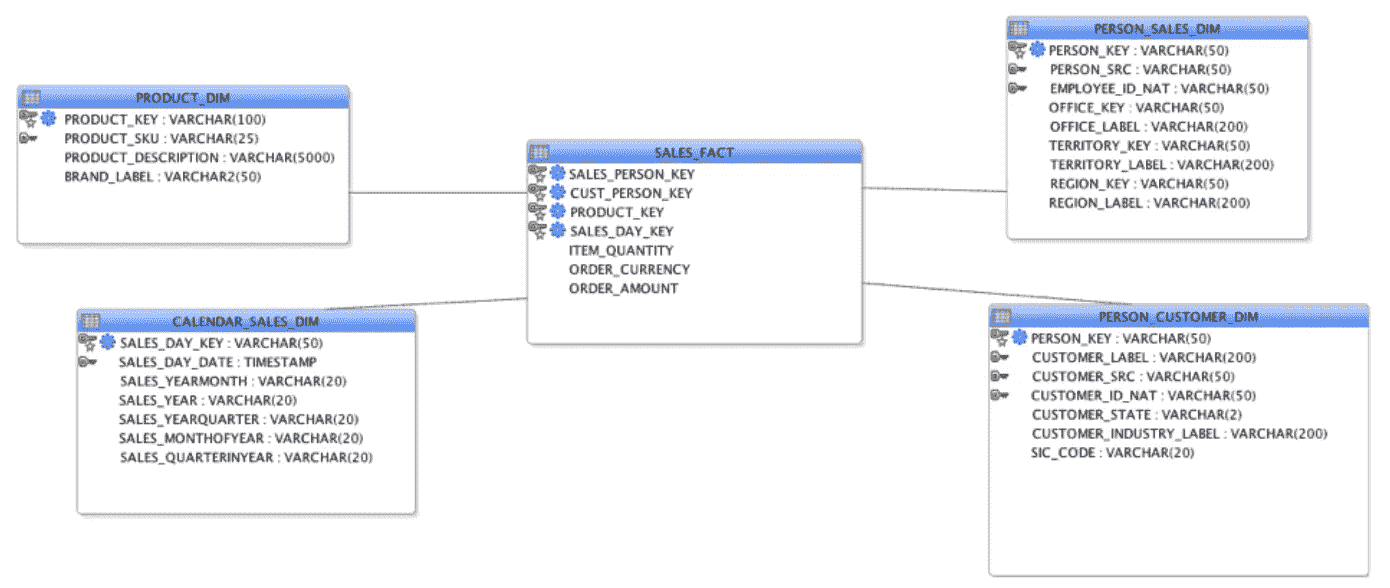 PRODUCT_DIM
PRODUCT_KEY : VARCHAR(100)
PRODUCT_SKU : VARCHAR(25)
PRODUCT_DESCRIPTION : VARCHAR(5000)
BRAND_LABEL : VARCHAR2(50)
CALENDAR_SALES_DIM
SALES_DAY_KEY : VARCHAR(50)
SALES_DAY_DATE : TIMESTAMP
SALES_YEARMONTH : VARCHAR(20)
SALES_YEAR : VARCHAR(20)
SALES_YEARQUARTER : VARCHAR(20)
SALES_MONTHOFYEAR : VARCHAR(20)
SALES_QUARTERINYEAR : VARCHAR(20)
SALES_FACT
SALES_PERSON_KEY
CUST_PERSON_KEY
PRODUCT_KEY
SALES_DAY_KEY
ITEM_QUANTITY
ORDER_CURRENCY
ORDER_AMOUNT
PERSON_SALES_DIM
PERSON_KEY : VARCHAR(50)
PERSON_SRC : VARCHAR(50)
EMPLOYEE_ID_NAT : VARCHAR(50)
OFFICE_KEY : VARCHAR(50)
OFFICE_LABEL : VARCHAR(200)
TERRITORY_KEY : VARCHAR(50)
TERRITORY_LABEL : VARCHAR(200)
REGION_KEY : VARCHAR(50)
REGION_LABEL : VARCHAR(200)
PERSON_CUSTOMER_DIM
PERSON_KEY : VARCHAR(50)
CUSTOMER_LABEL : VARCHAR(200)
CUSTOMER_SRC : VARCHAR(50)
CUSTOMER_ID_NAT : VARCHAR(50)
CUSTOMER_STATE : VARCHAR(2)
CUSTOMER_INDUSTRY_LABEL : VARCHAR(200)
SIC_CODE : VARCHAR(20)